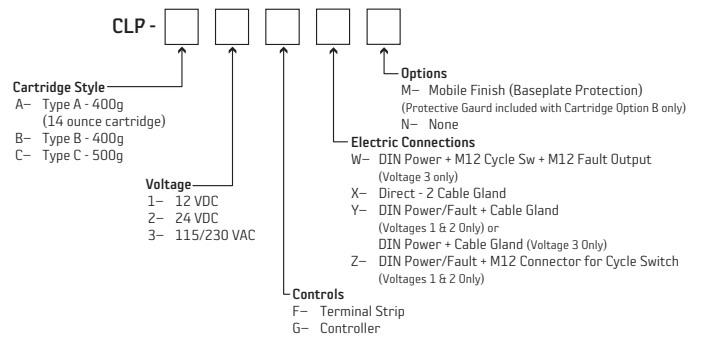 CLP -
Cartridge Style
A– Type A - 400g
(14 ounce cartridge)
B– Type B - 400g
C– Type C - 500g
Voltage
1– 12 VDC
2– 24 VDC
3– 115/230 VAC
Controls
F– Terminal Strip
G– Controller
Electric Connections
W– DIN Power + M12 Cycle Sw + M12 Fault Output
(Voltage 3 only)
X– Direct - 2 Cable Gland
Y– DIN Power/Fault + Cable Gland
(Voltages 1 & 2 Only) or
DIN Power + Cable Gland (Voltage 3 Only)
Z– DIN Power/Fault + M12 Connector for Cycle Switch
(Voltages 1 & 2 Only)
Options
M– Mobile Finish (Baseplate Protection)
(Protective Gaurd included with Cartridge Option B only)
N– None